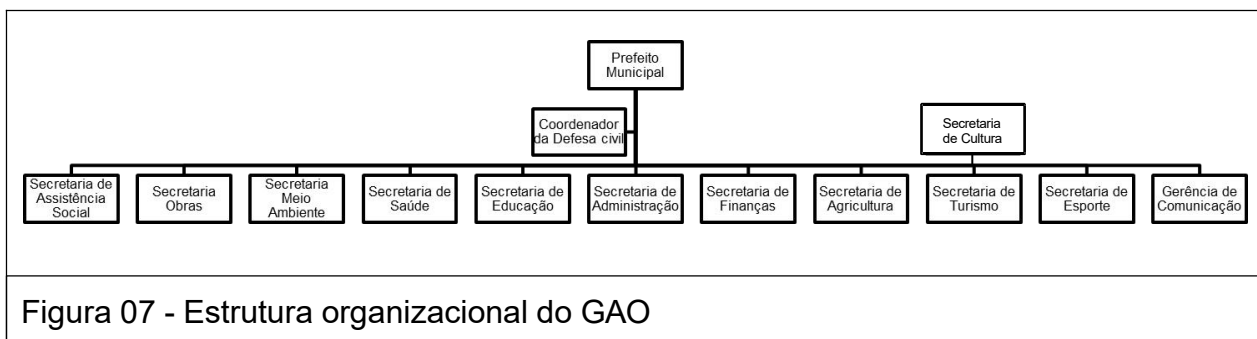 Prefeito
Municipal
Coordenador
da Defesa civil
Secretaria
de Cultura
Secretaria de
Assistência
Social
Secretaria
Obras
Secretaria
Meio
Ambiente
Secretaria de
Saúde
Secretaria de
Educação
Secretaria de
Administração
Secretaria de
Finanças
Secretaria de
Agricultura
Secretaria de
Turismo
Secretaria de
Esporte
Gerência de
Comunicação
Figura 07 - Estrutura organizacional do GAO